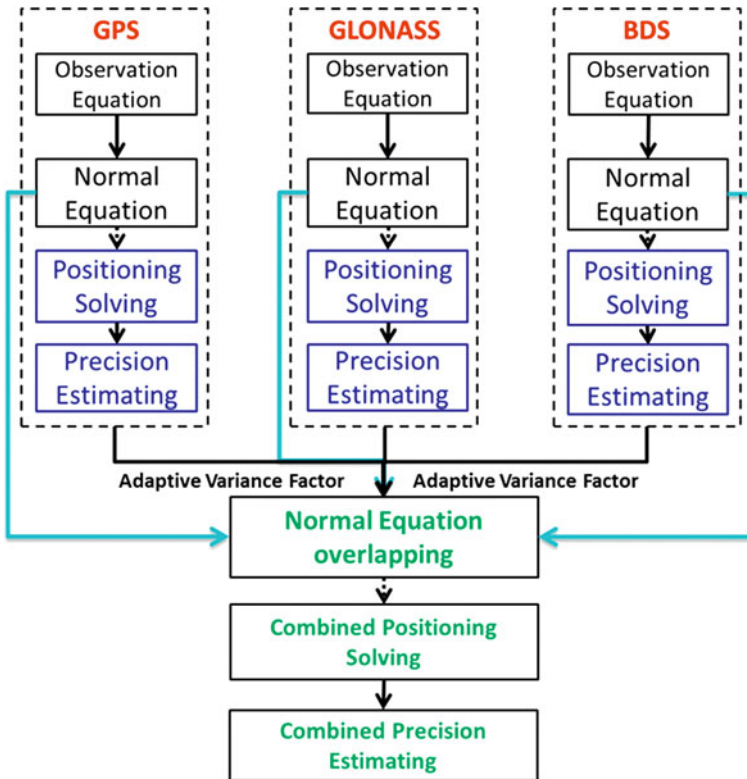 GPS
Observation
Equation
Normal
Equation
Positioning
Solving
Precision
Estimating
GLONASS
Observation
Equation
Normal
Equation
Positioning
Solving
Precision
Estimating
BDS
Observation
Equation
Normal
Equation
Positioning
Solving
Precision
Estimating
Adaptive Variance Factor
Adaptive Variance Factor
Normal Equation
overlapping
Combined Positioning
Solving
Combined Precision
Estimating